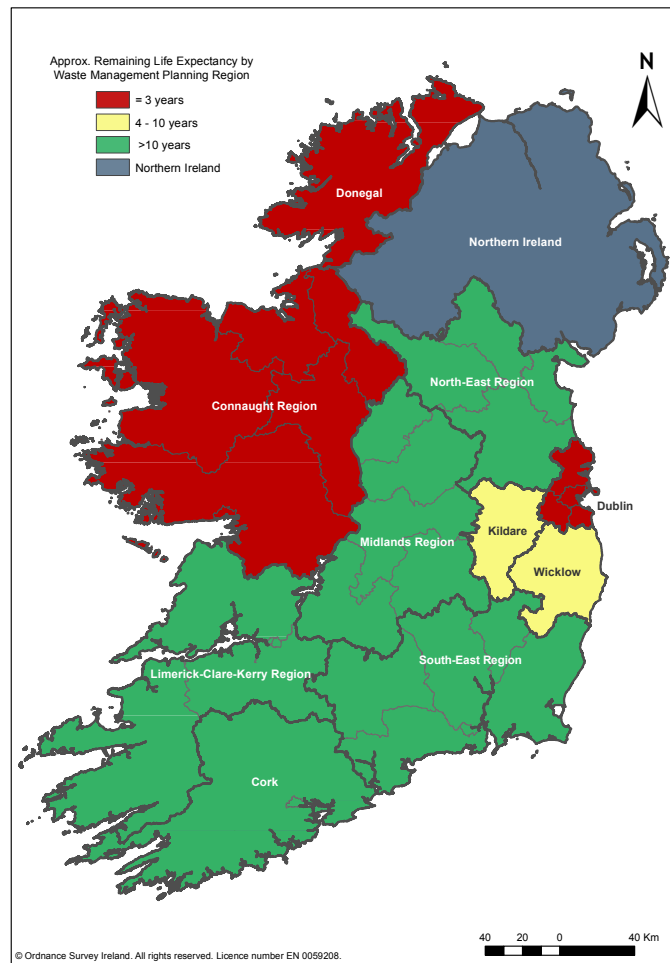 Approx. Remaining Life Expectancy by
Waste Management Planning Region
= 3 years
4 - 10 years
>10 years
Northern Ireland
N
Donegal
Northern Ireland
North-East Region
Connaught Region
Dublin
Kildare
Midlands Region
Wicklow
South-East Region
Limerick-Clare-Kerry Region
Cork
40 20 0 40 Km
© Ordnance Survey Ireland. All rights reserved. Licence number EN 0059208.